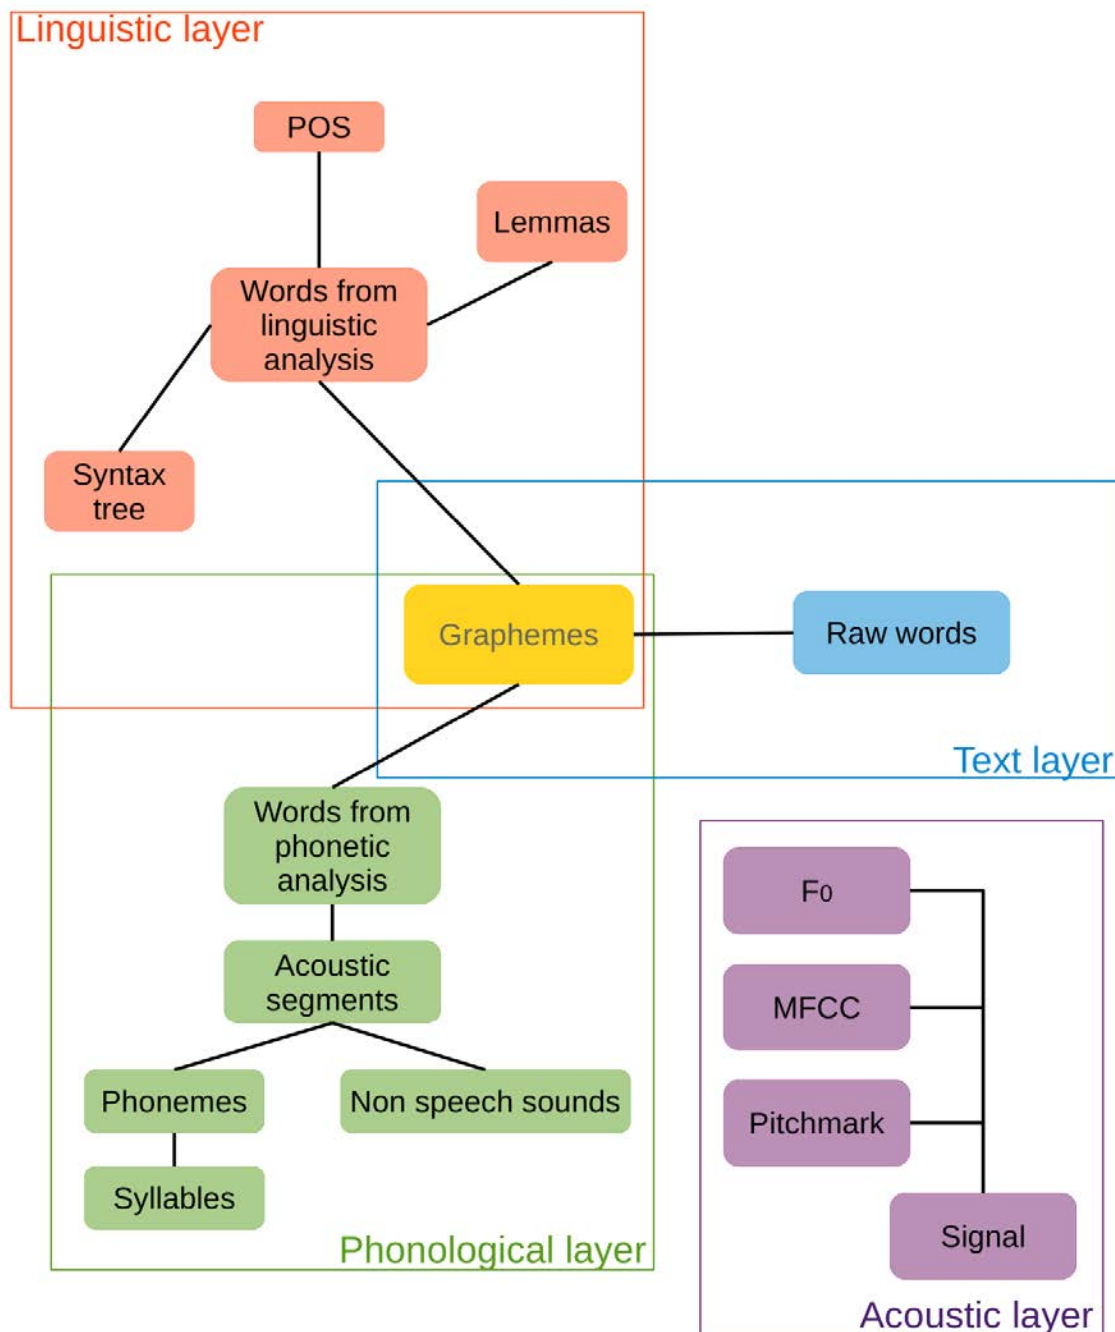 Linguistic layer
POS
Lemmas
Words from
linguistic
analysis
Syntax
tree
Graphemes
Raw words
Text layer
Words from
phonetic
analysis
Acoustic
segments
Phonemes
Non speech sounds
Syllables
Phonological layer
F0
MFCC
Pitchmark
Signal
Acoustic layer